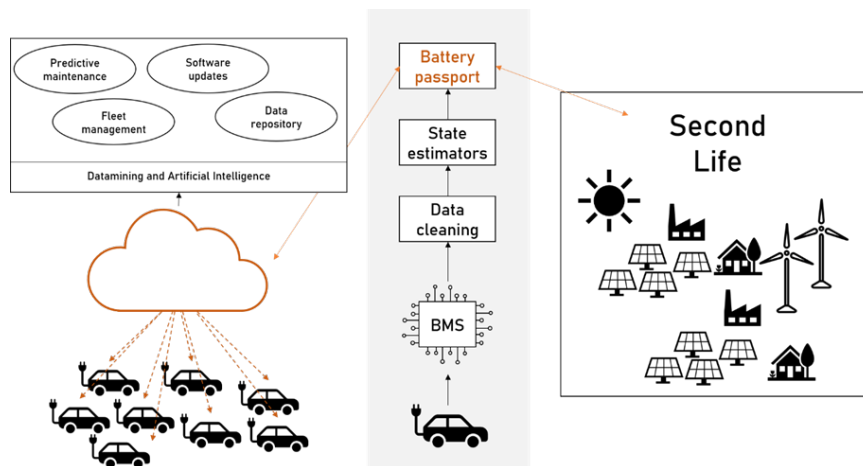 Predictive
maintenance
Software
updates
Fleet
management
Data
repository
Datamining and Artificial Intelligence
Battery
passport
State
estimators
Data
cleaning
BMS
Second
Life